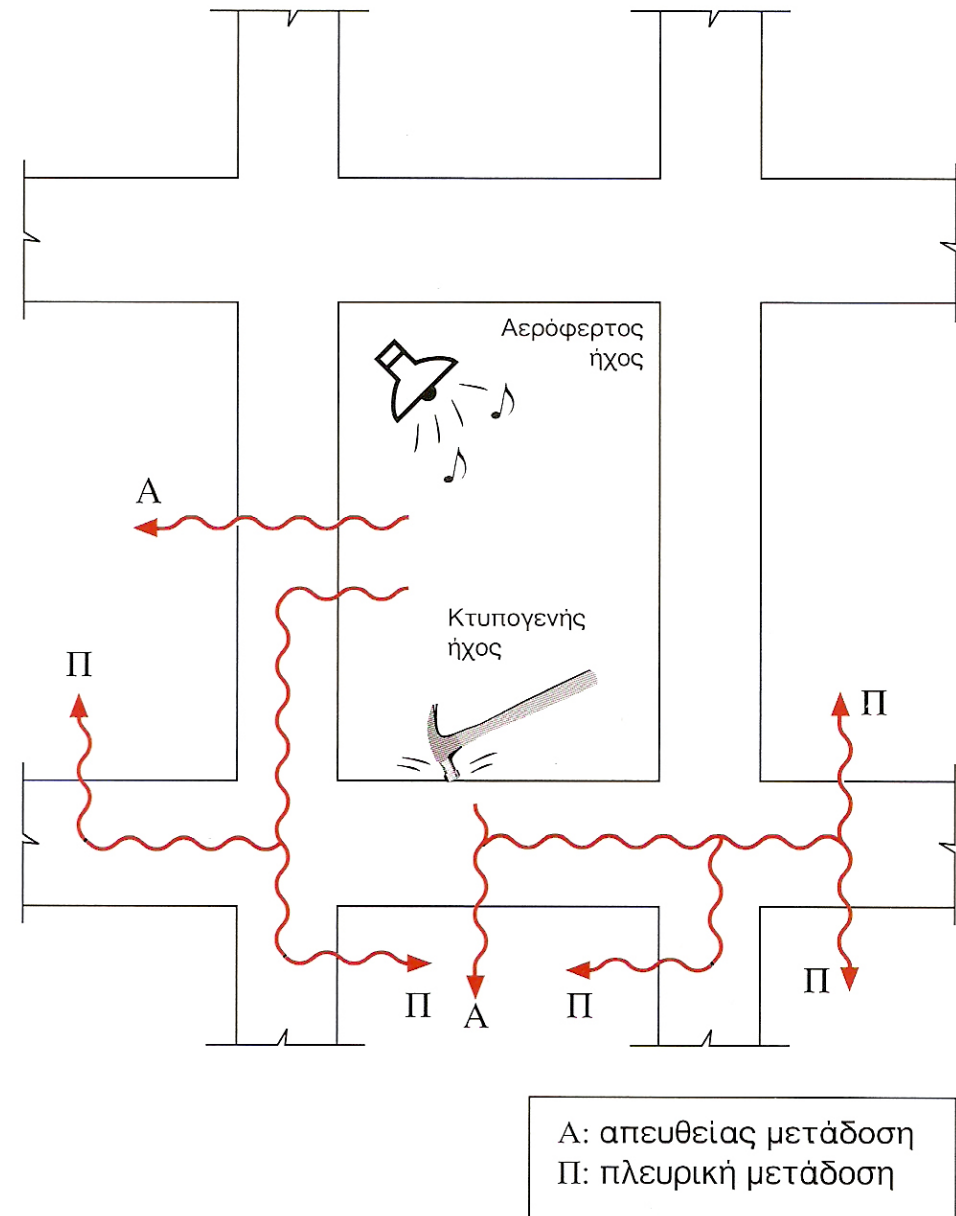 Αερόφερτος
ήχος
Α
Κτυπογενής
ήχος
Π
Π
Π
Α
Π
Π
Α: απευθείας μετάδοση
Π: πλευρική μετάδοση